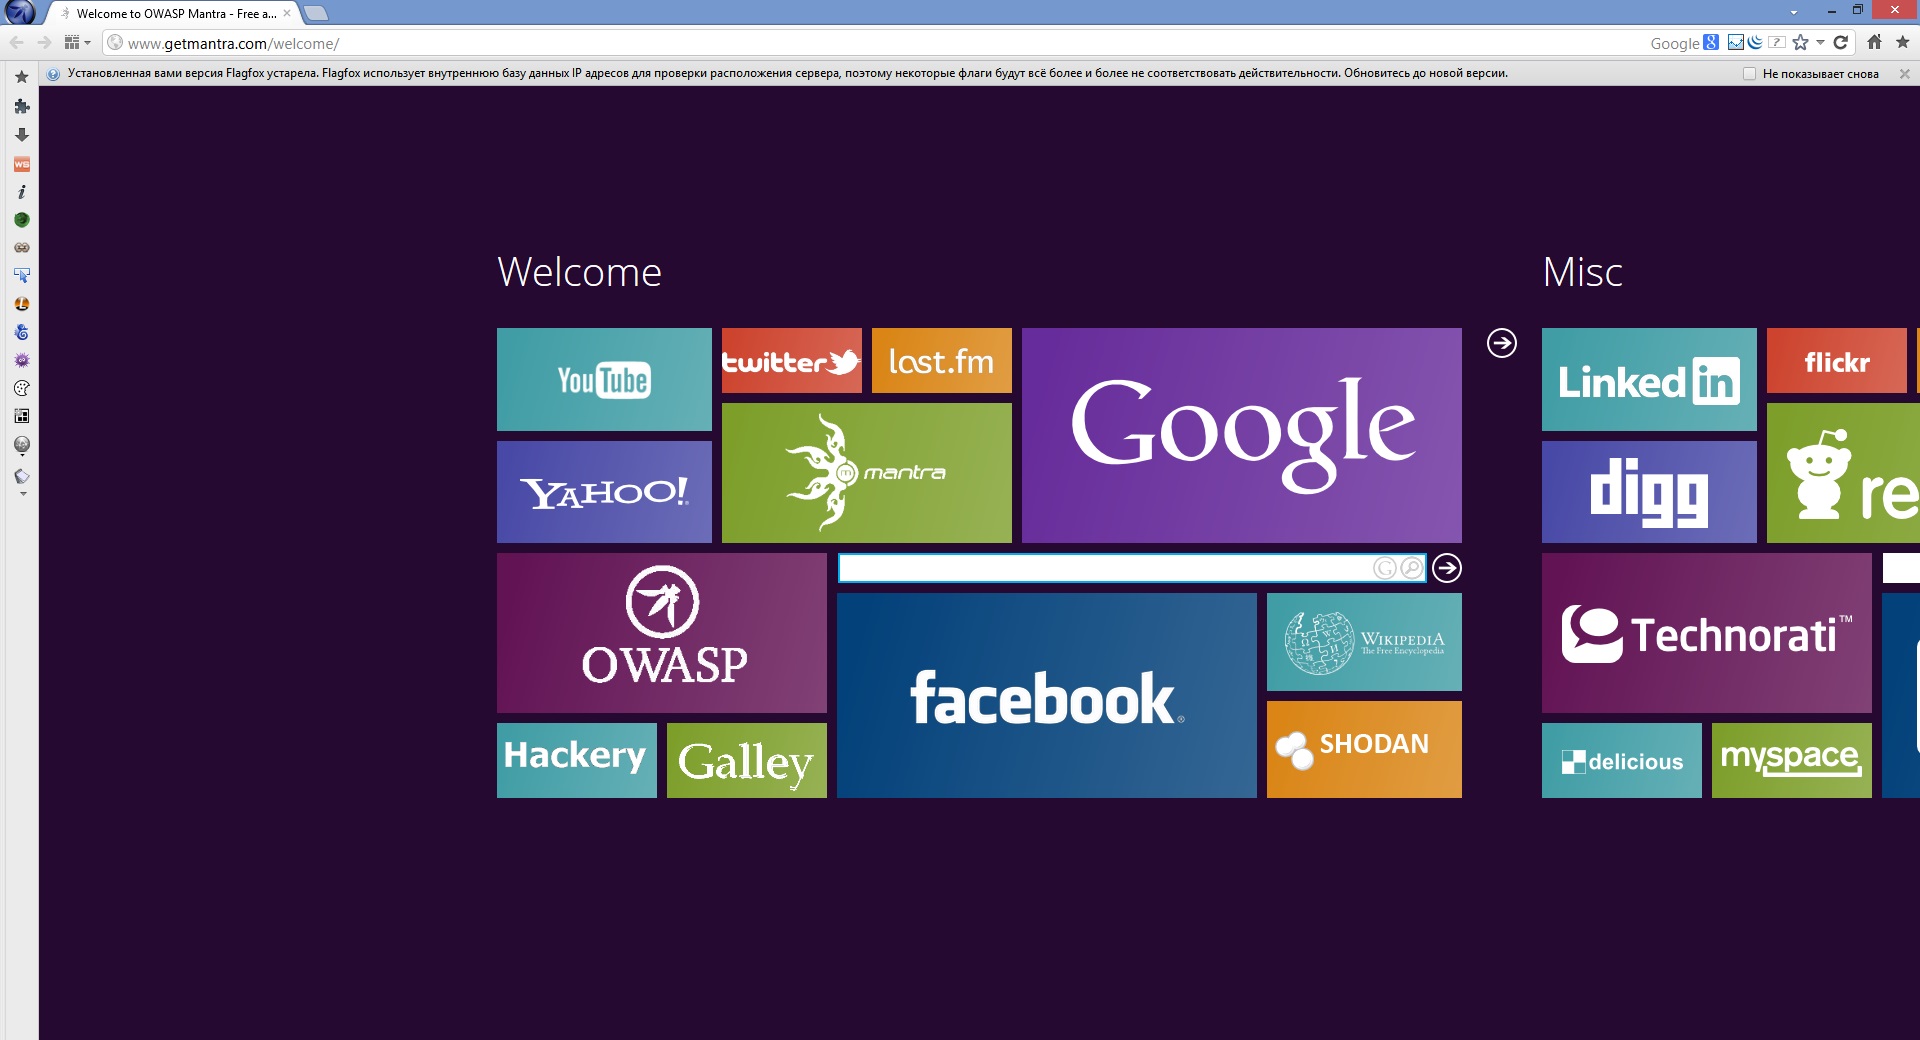 Welcome to OWASP Mantra - Free a...
www.getmantra.com/welcome/
Google
Установленная вами версия Flagfox устарела. Flagfox использует внутреннюю базу данных IP адресов для проверки расположения сервера, поэтому некоторые флаги будут всё более и более не соответствовать действительности. Обновитесь до новой версии.
Не показывает снова
Welcome
YouTube
twitter
last.fm
Google
YAHOO!
mantra
OWASP
facebook
WIKIPEDIA
The Free Encyclopedia
SHODAN
Hackery
Galley
Misc
Linked in
flickr
digg
re
Technorati™
delicious
myspace